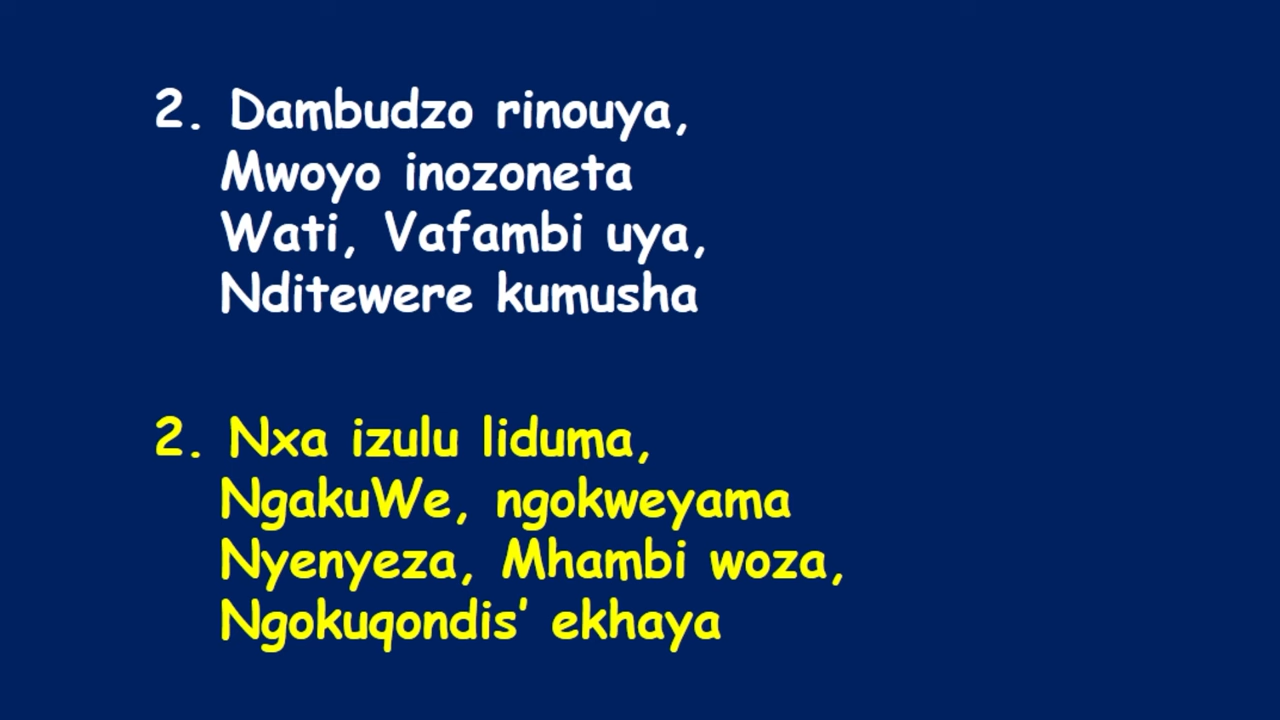 2. Dambudzo rinouya,
Mwoyo inozoneta
Wati, Vafambi uya,
Nditewere kumusha
2. Nxa izulu liduma,
NgakuWe, ngokweyama
Nyenyeza, Mhambi woza,
Ngokuqondis' ekhaya